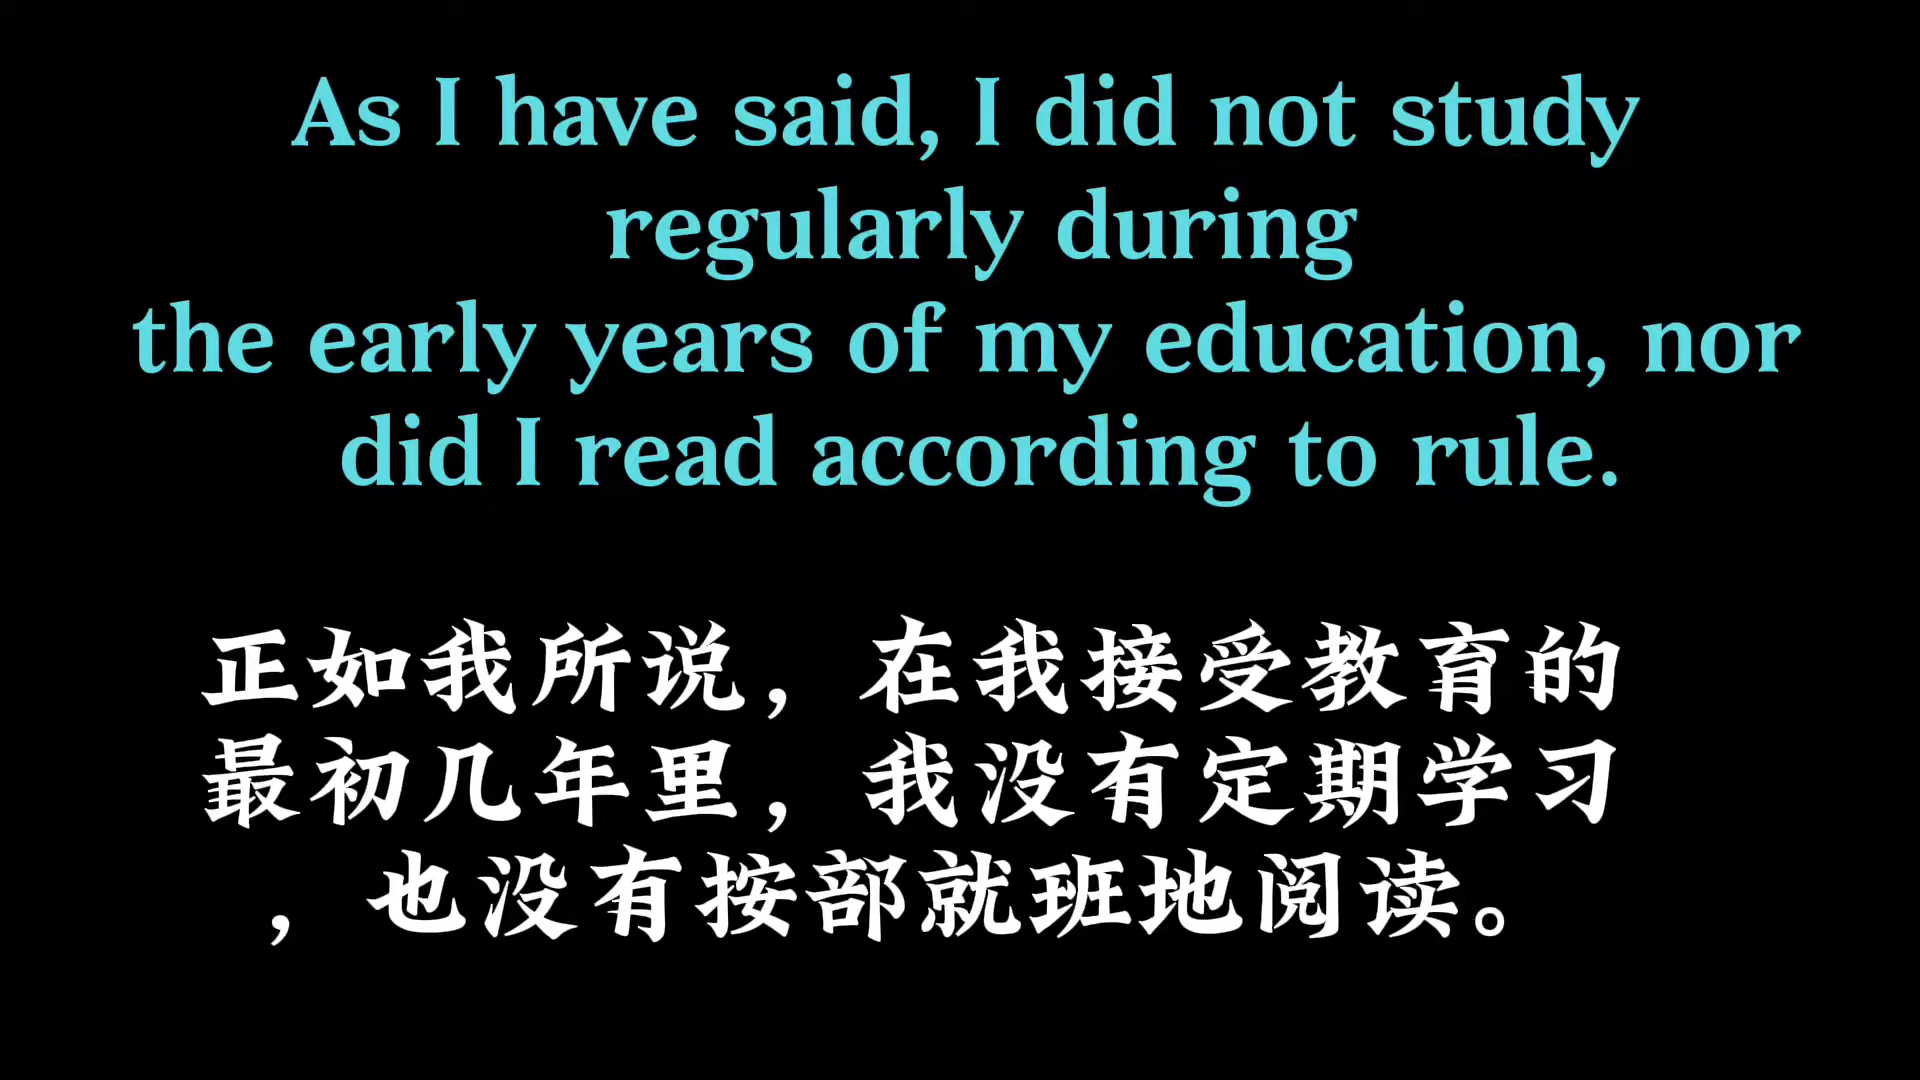 As I have said, I did not study
regularly during
the early years of my education, nor
did I read according to rule.
正如我所说，在我接受教育的
最初几年里，我没有定期学习
，也没有按部就班地阅读。